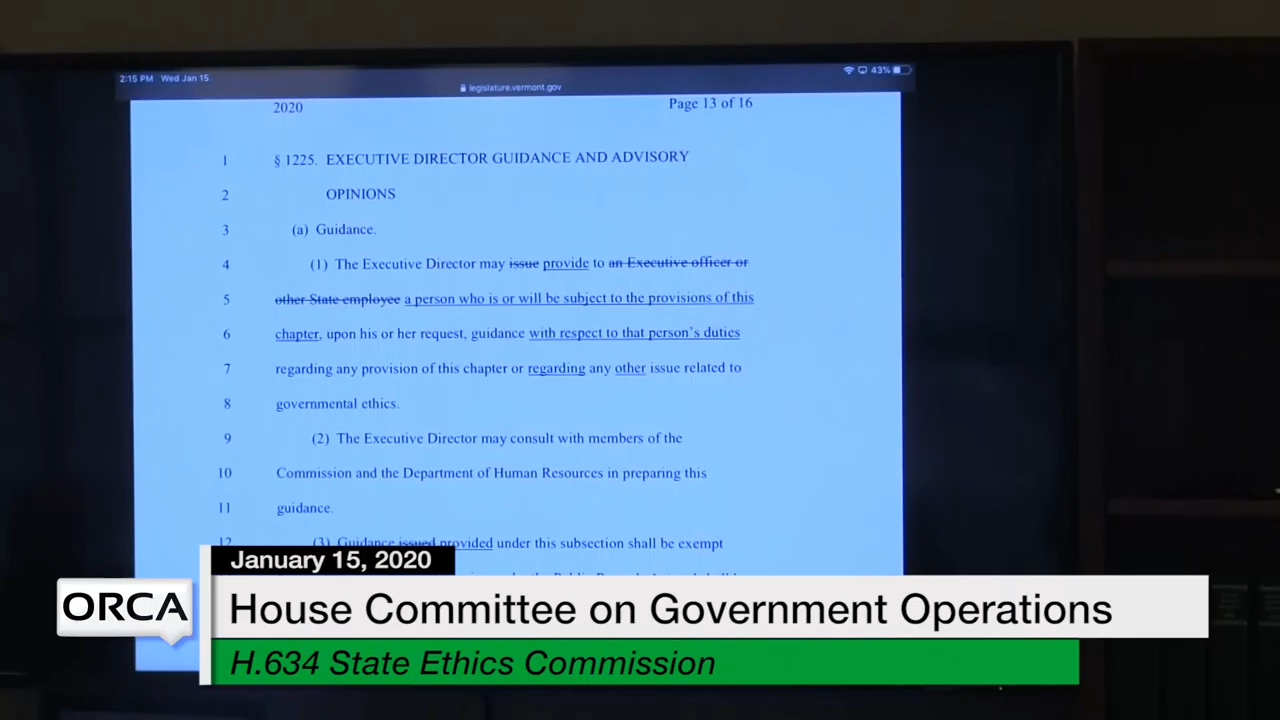 2:15 PM Wed Jan 15
43%
legislature.vermont.gov
2020 Page 13 of 16
1 § 1225. EXECUTIVE DIRECTOR GUIDANCE AND ADVISORY
2 OPINIONS
3 (a) Guidance.
4 (1) The Executive Director may issue provide to an Executive officer or
5 other State employee a person who is or will be subject to the provisions of this
6 chapter, upon his or her request, guidance with respect to that person's duties
7 regarding any provision of this chapter or regarding any other issue related to
8 governmental ethics.
9 (2) The Executive Director may consult with members of the
10 Commission and the Department of Human Resources in preparing this
11 guidance.
12 (3) Guidance issued provided under this subsection shall be exempt
January 15, 2020
ORCA
House Committee on Government Operations
H.634 State Ethics Commission